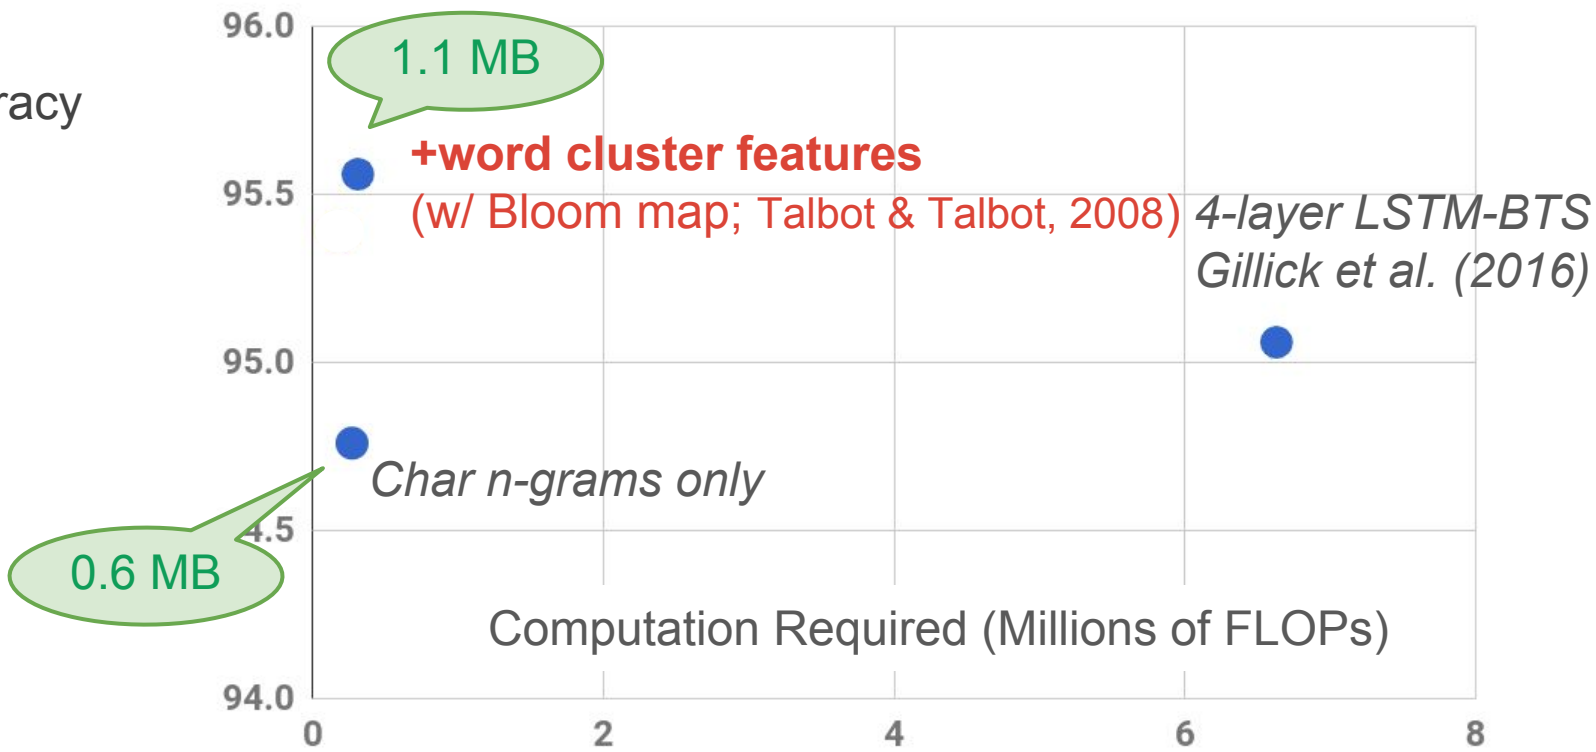 96.0
1.1 MB
racy
+word cluster features
95.5
(w/ Bloom map; Talbot & Talbot, 2008)
4-layer LSTM-BTS
Gillick et al. (2016)
95.0
Char n-grams only
4.5
0.6 MB
Computation Required (Millions of FLOPs)
94.0
0 2 4 6 8